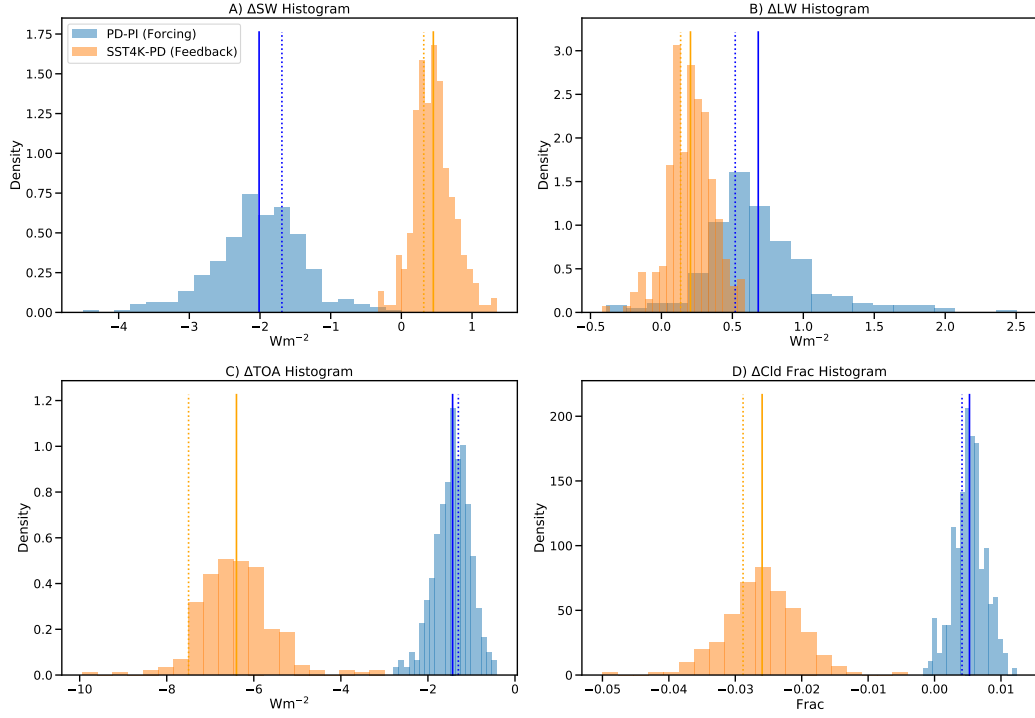 A) ΔSW Histogram
PD-PI (Forcing)
SST4K-PD (Feedback)
1.75
1.50
1.25
1.00
0.75
0.50
0.25
0.00
Density
−4 −3 −2 −1 0 1
Wm⁻²
B) ΔLW Histogram
3.0
2.5
2.0
1.5
1.0
0.5
0.0
Density
−0.5 0.0 0.5 1.0 1.5 2.0 2.5
Wm⁻²
C) ΔTOA Histogram
1.2
1.0
0.8
0.6
0.4
0.2
0.0
Density
−10 −8 −6 −4 −2 0
Wm⁻²
D) ΔCld Frac Histogram
200
150
100
50
0
Density
−0.05 −0.04 −0.03 −0.02 −0.01 0.00 0.01
Frac